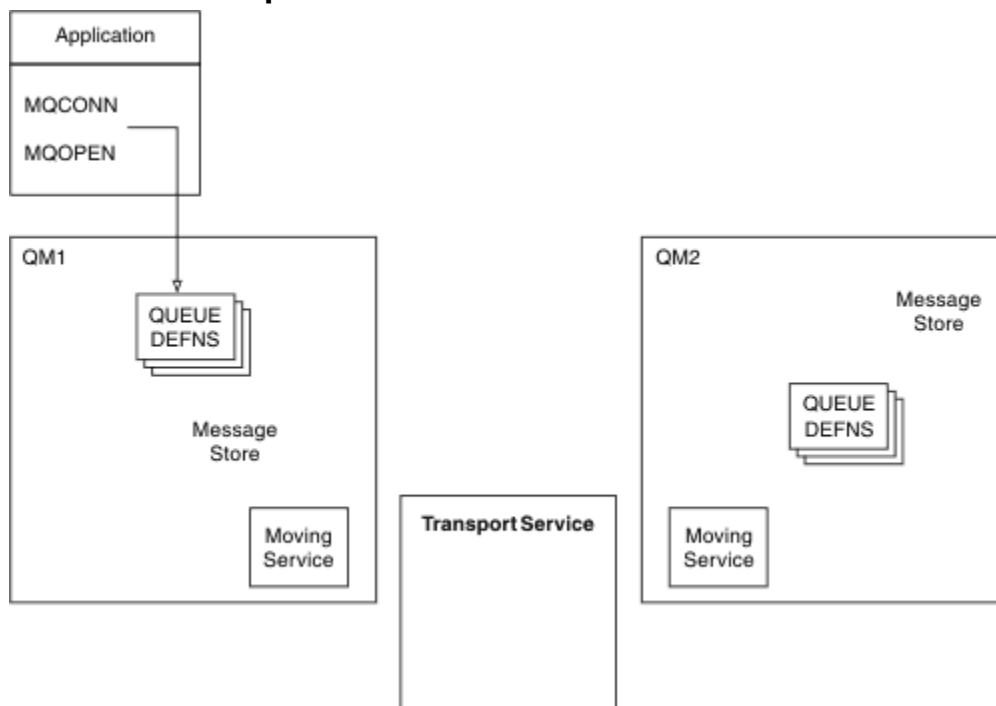 Application
MQCONN
MQOPEN
QM1
QUEUE
DEFNS
Message
Store
Moving
Service
Transport Service
QM2
Message
Store
QUEUE
DEFNS
Moving
Service